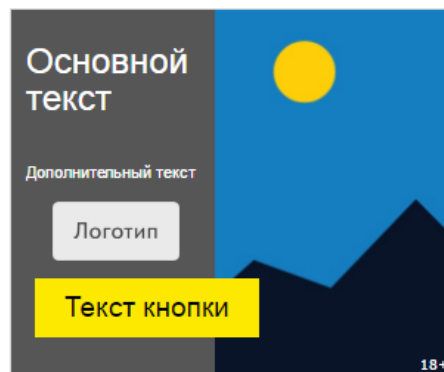 Основной
текст
Дополнительный текст
Логотип
Текст кнопки
18+